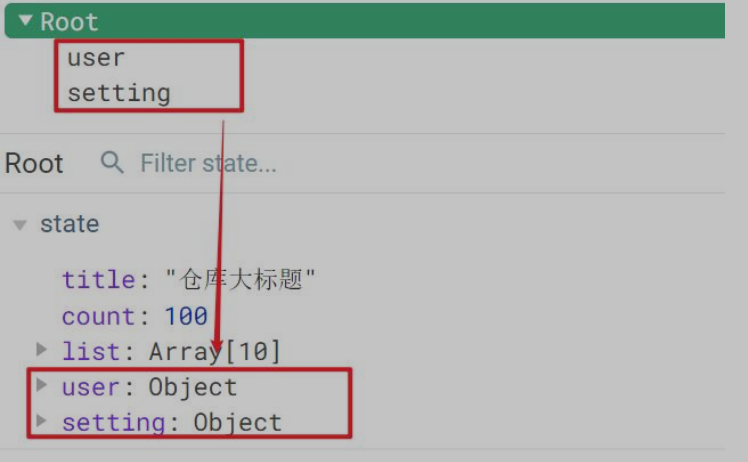 Root
user
setting
Root Filter state...
state
title: "仓库大标题"
count: 100
list: Array[10]
user: Object
setting: Object